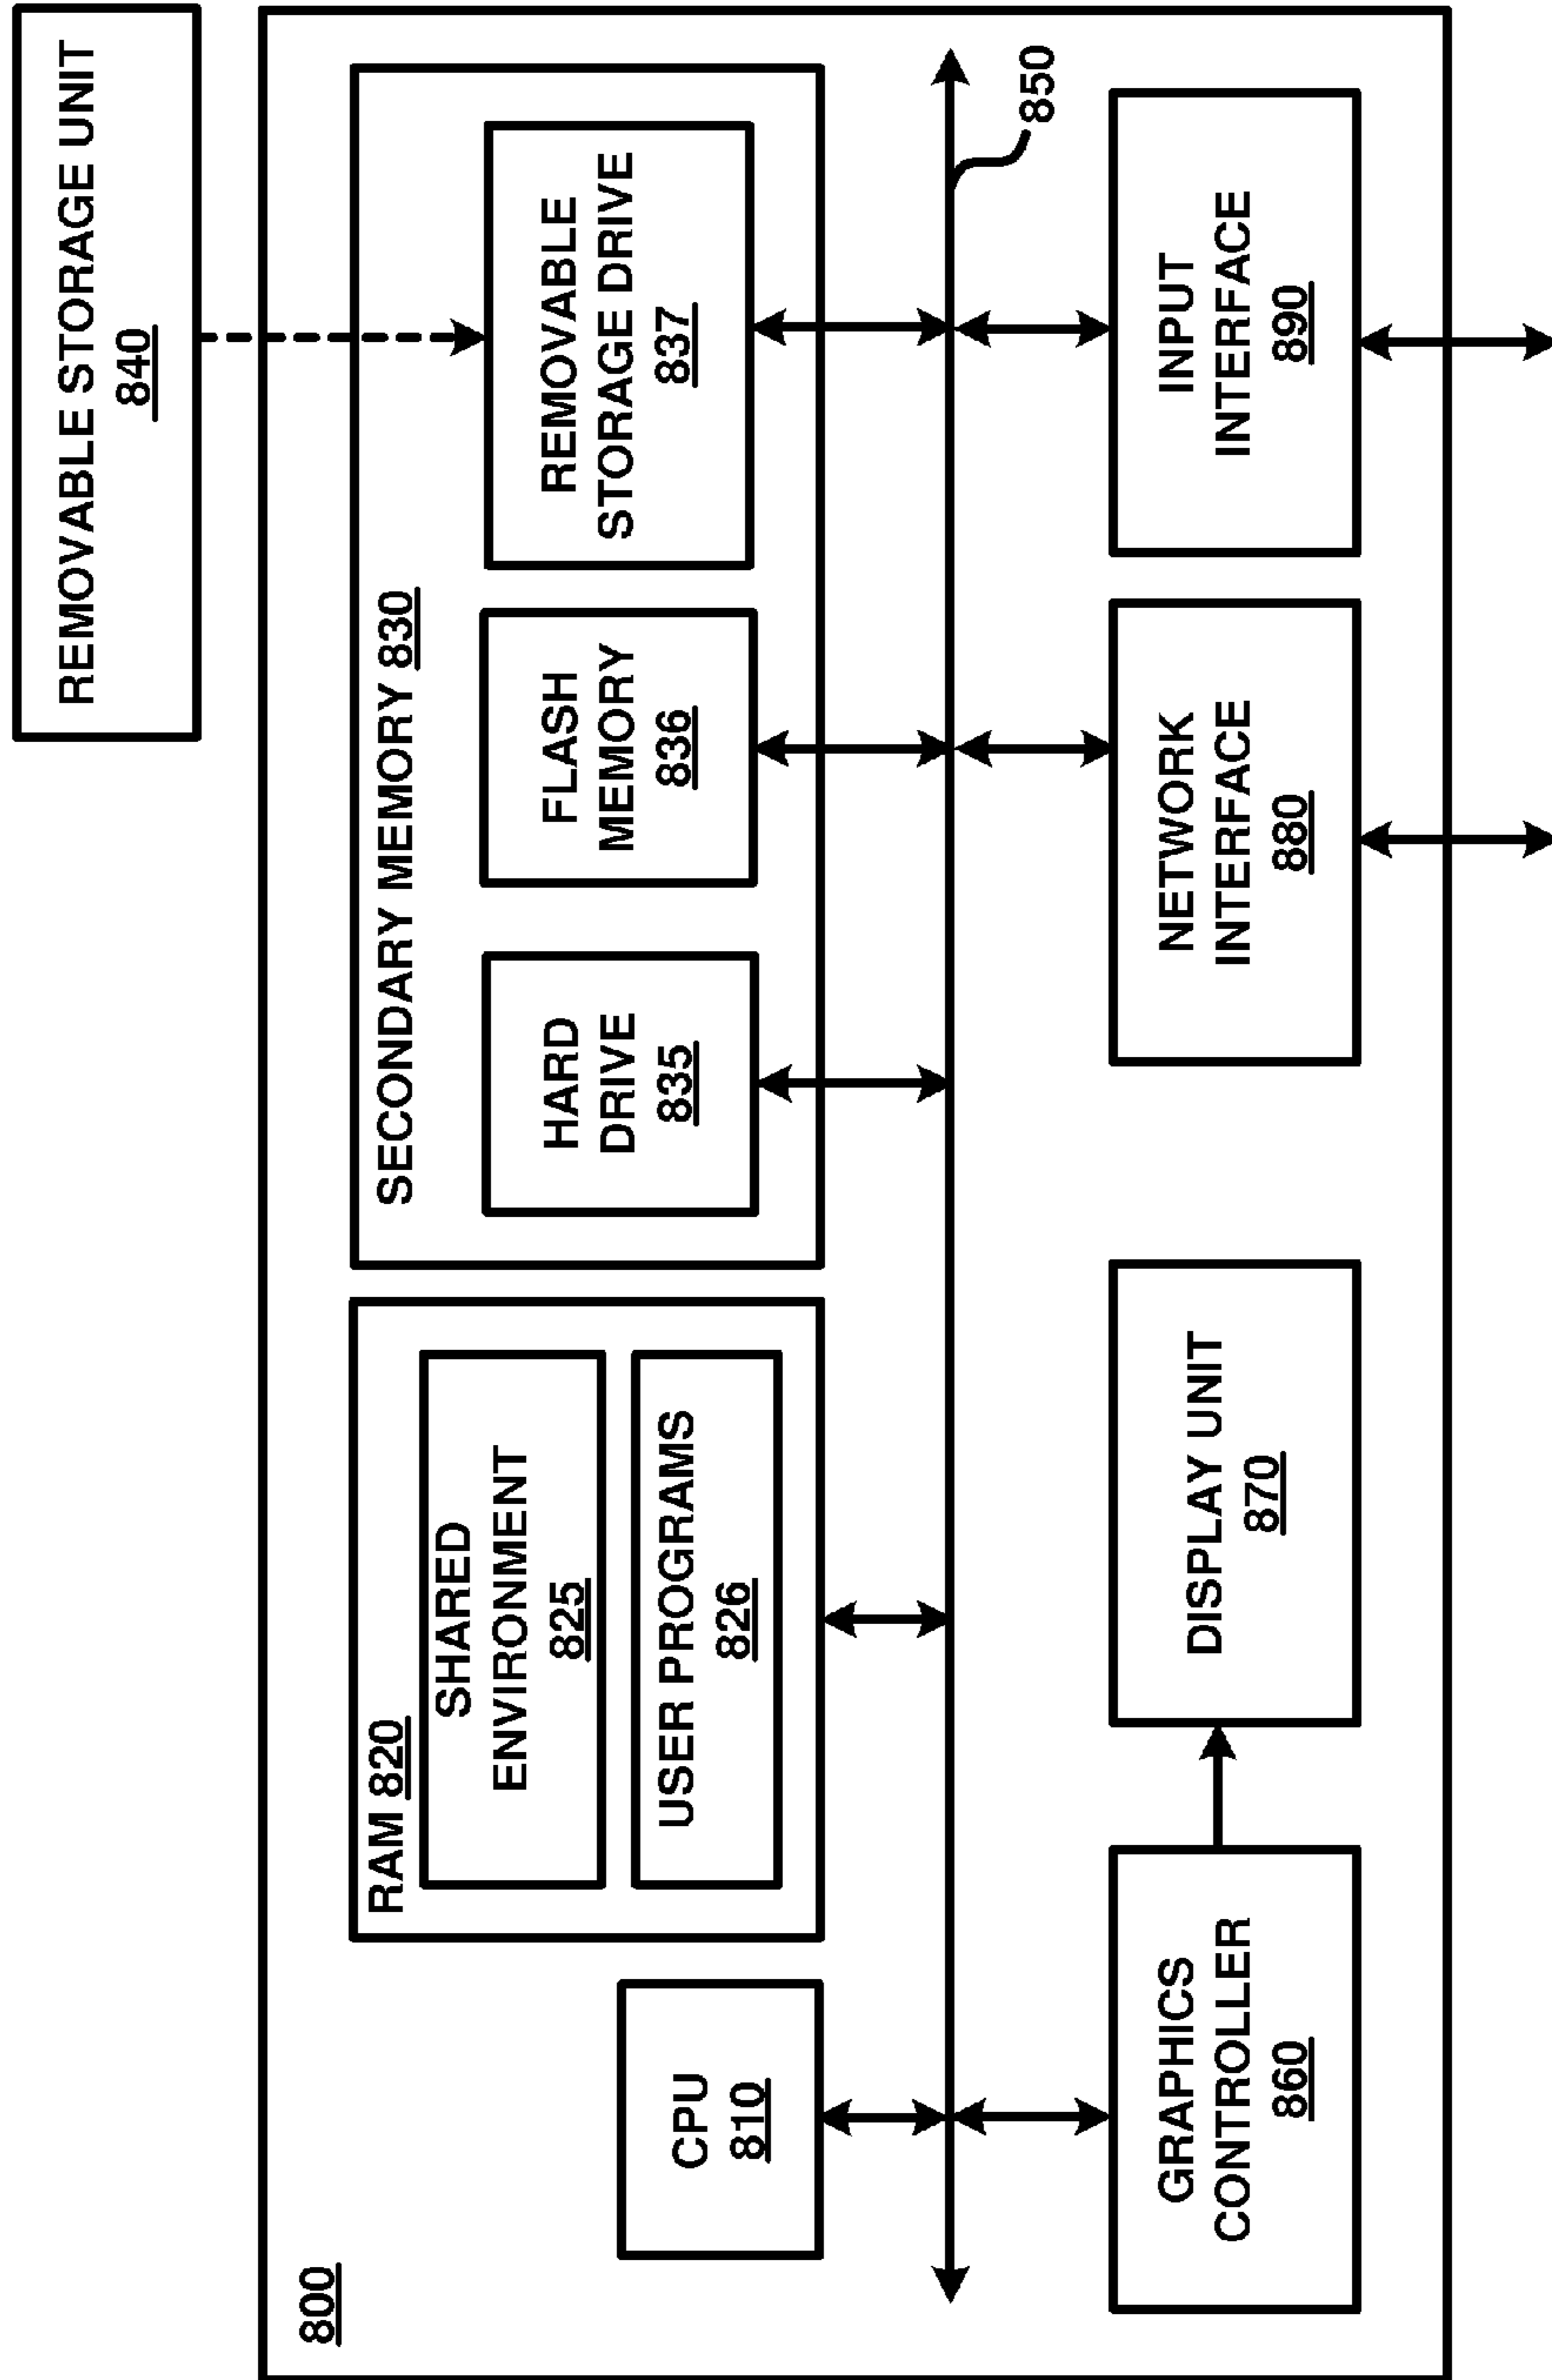 REMOVABLE STORAGE UNIT
840
800
RAM 820
SHARED
ENVIRONMENT
825
USER PROGRAMS
826
CPU
810
SECONDARY MEMORY 830
HARD
DRIVE
835
FLASH
MEMORY
836
REMOVABLE
STORAGE DRIVE
837
850
GRAPHICS
CONTROLLER
860
DISPLAY UNIT
870
NETWORK
INTERFACE
880
INPUT
INTERFACE
890